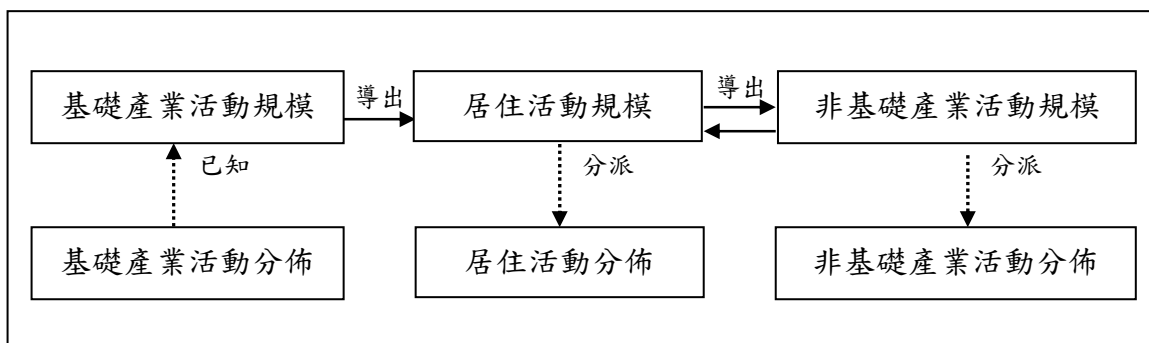 基礎產業活動規模
導出
居住活動規模
導出
非基礎產業活動規模
已知
分派
分派
基礎產業活動分佈
居住活動分佈
非基礎產業活動分佈